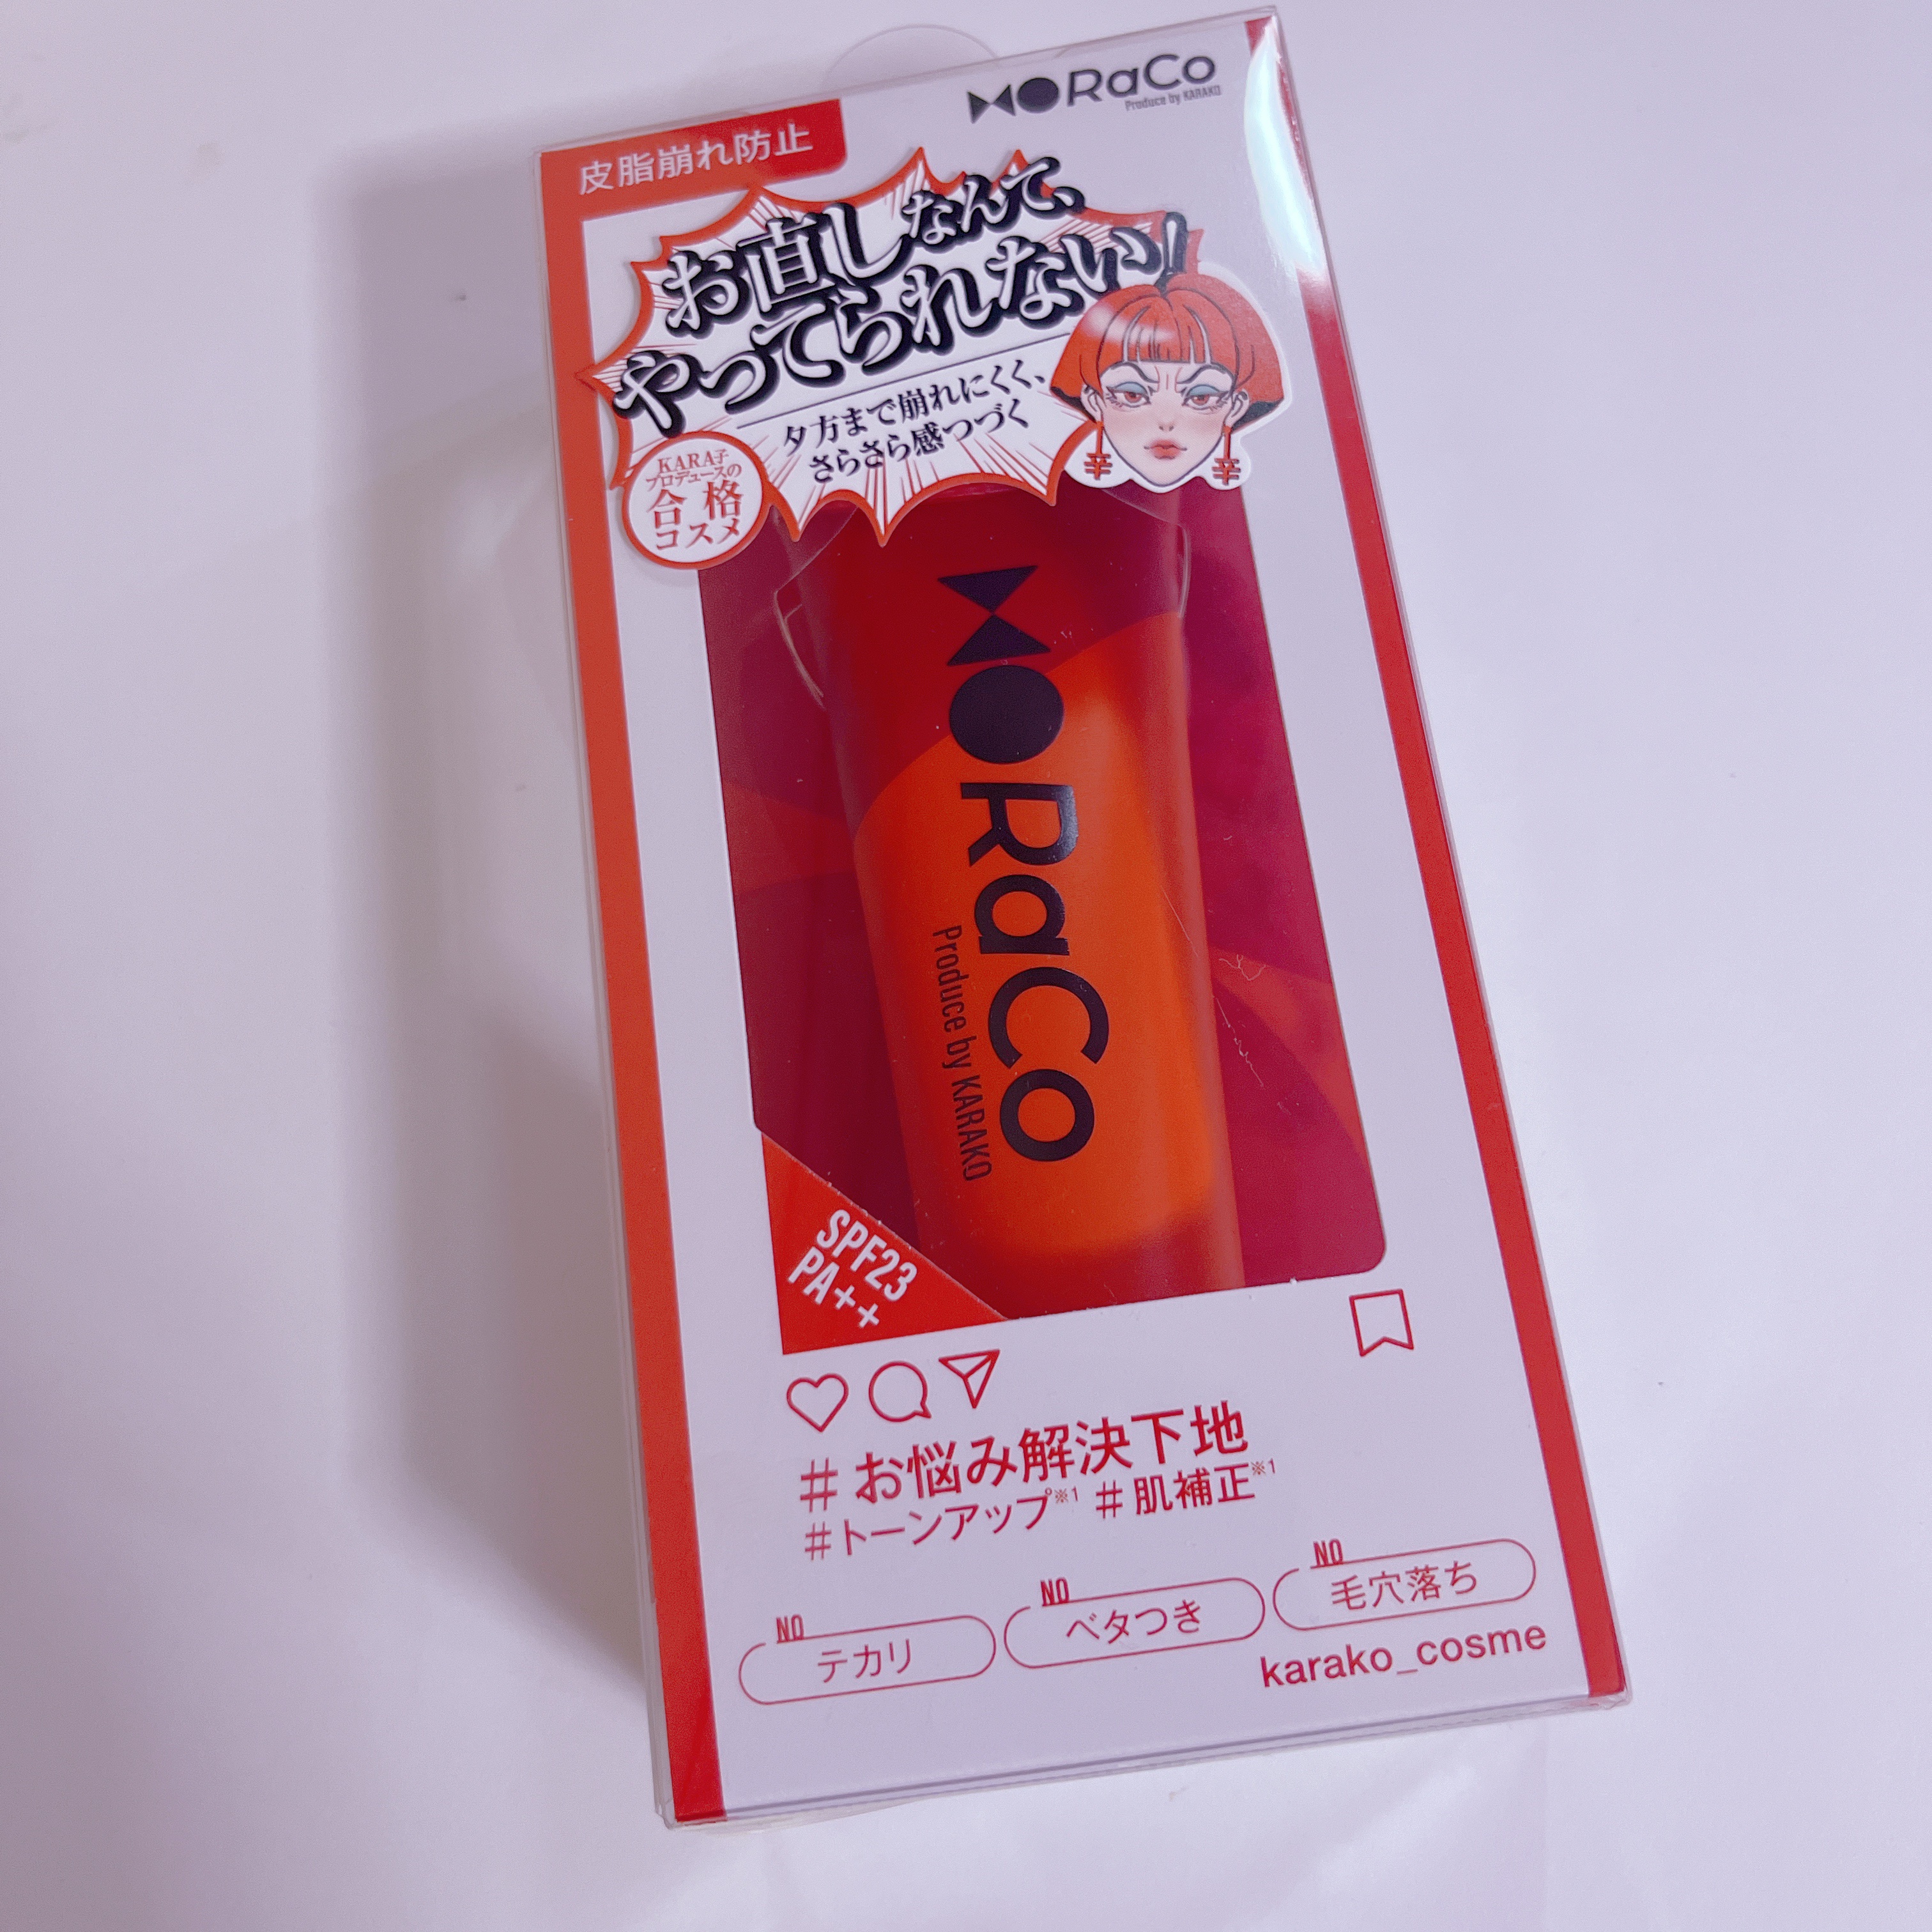 MORaCo
Produce by KARAKO
皮脂崩れ防止
お直しなんて、
やってられない!
夕方まで崩れにくく、
さらさら感つづく
KARA子
プロデュースの
合格
コスメ
辛 辛
MORaCo
Produce by KARAKO
SPF23
PA++
#お悩み解決下地
#トーンアップ※1 #肌補正※1
NO テカリ
NO ベタつき
NO 毛穴落ち
karako_cosme